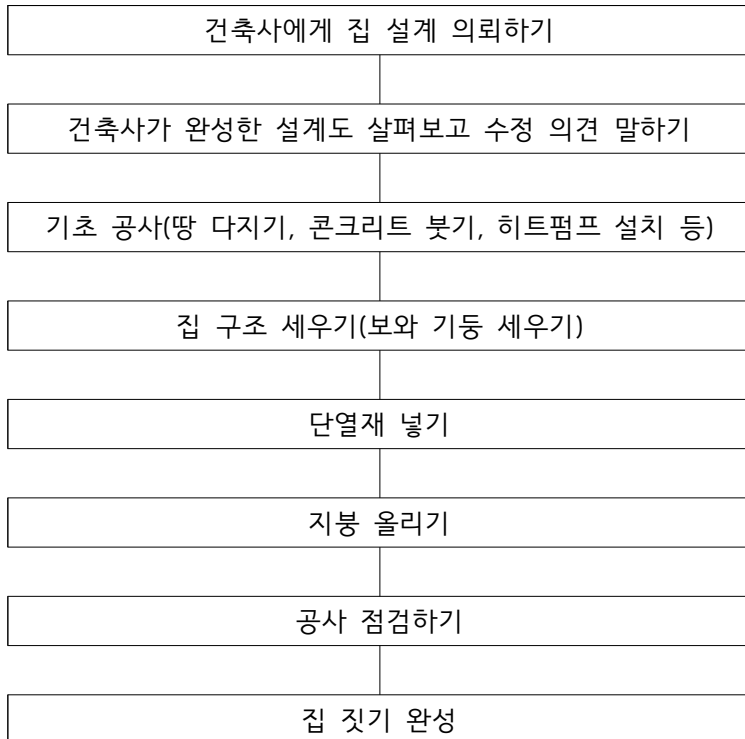 건축사에게 집 설계 의뢰하기
건축사가 완성한 설계도 살펴보고 수정 의견 말하기
기초 공사(땅 다지기, 콘크리트 붓기, 히트펌프 설치 등)
집 구조 세우기(보와 기둥 세우기)
단열재 넣기
지붕 올리기
공사 점검하기
집 짓기 완성